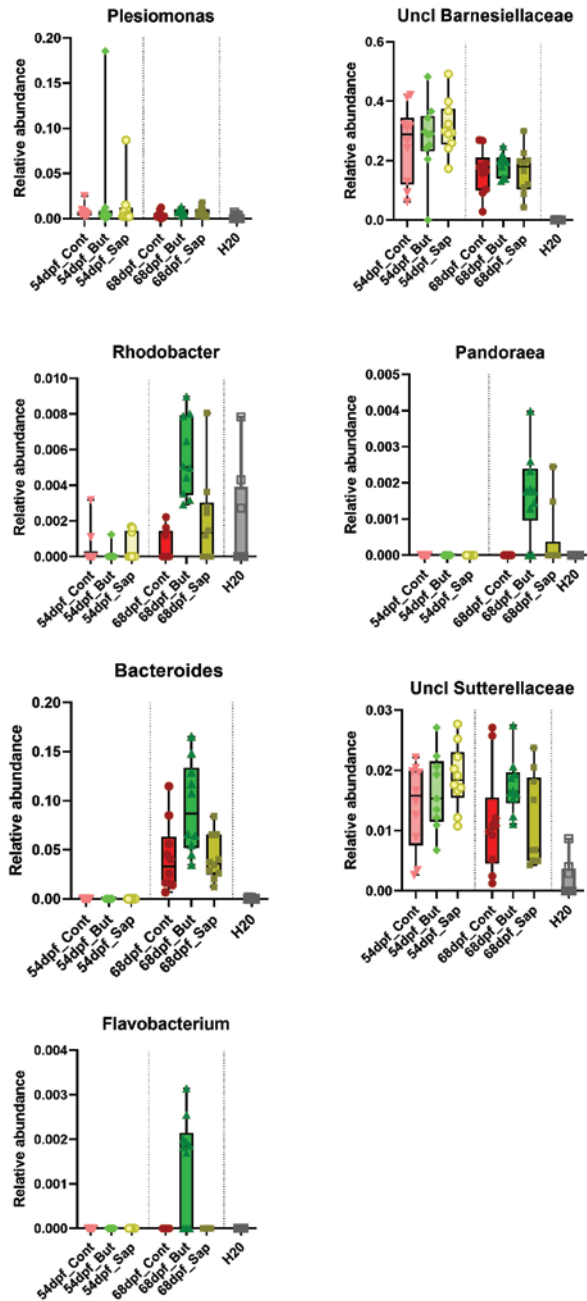 Plesiomonas
Relative abundance
0.20
0.15
0.10
0.05
0.00
54dpf_Cont
54dpf_But
54dpf_Sap
68dpf_Cont
68dpf_But
68dpf_Sap
H20
Uncl Barnesiellaceae
Relative abundance
0.6
0.4
0.2
0.0
54dpf_Cont
54dpf_But
54dpf_Sap
68dpf_Cont
68dpf_But
68dpf_Sap
H20
Rhodobacter
Relative abundance
0.010
0.008
0.006
0.004
0.002
0.000
54dpf_Cont
54dpf_But
54dpf_Sap
68dpf_Cont
68dpf_But
68dpf_Sap
H20
Pandoraea
Relative abundance
0.005
0.004
0.003
0.002
0.001
0.000
54dpf_Cont
54dpf_But
54dpf_Sap
68dpf_Cont
68dpf_But
68dpf_Sap
H20
Bacteroides
Relative abundance
0.20
0.15
0.10
0.05
0.00
54dpf_Cont
54dpf_But
54dpf_Sap
68dpf_Cont
68dpf_But
68dpf_Sap
H20
Uncl Sutterellaceae
Relative abundance
0.03
0.02
0.01
0.00
54dpf_Cont
54dpf_But
54dpf_Sap
68dpf_Cont
68dpf_But
68dpf_Sap
H20
Flavobacterium
Relative abundance
0.004
0.003
0.002
0.001
0.000
54dpf_Cont
54dpf_But
54dpf_Sap
68dpf_Cont
68dpf_But
68dpf_Sap
H20